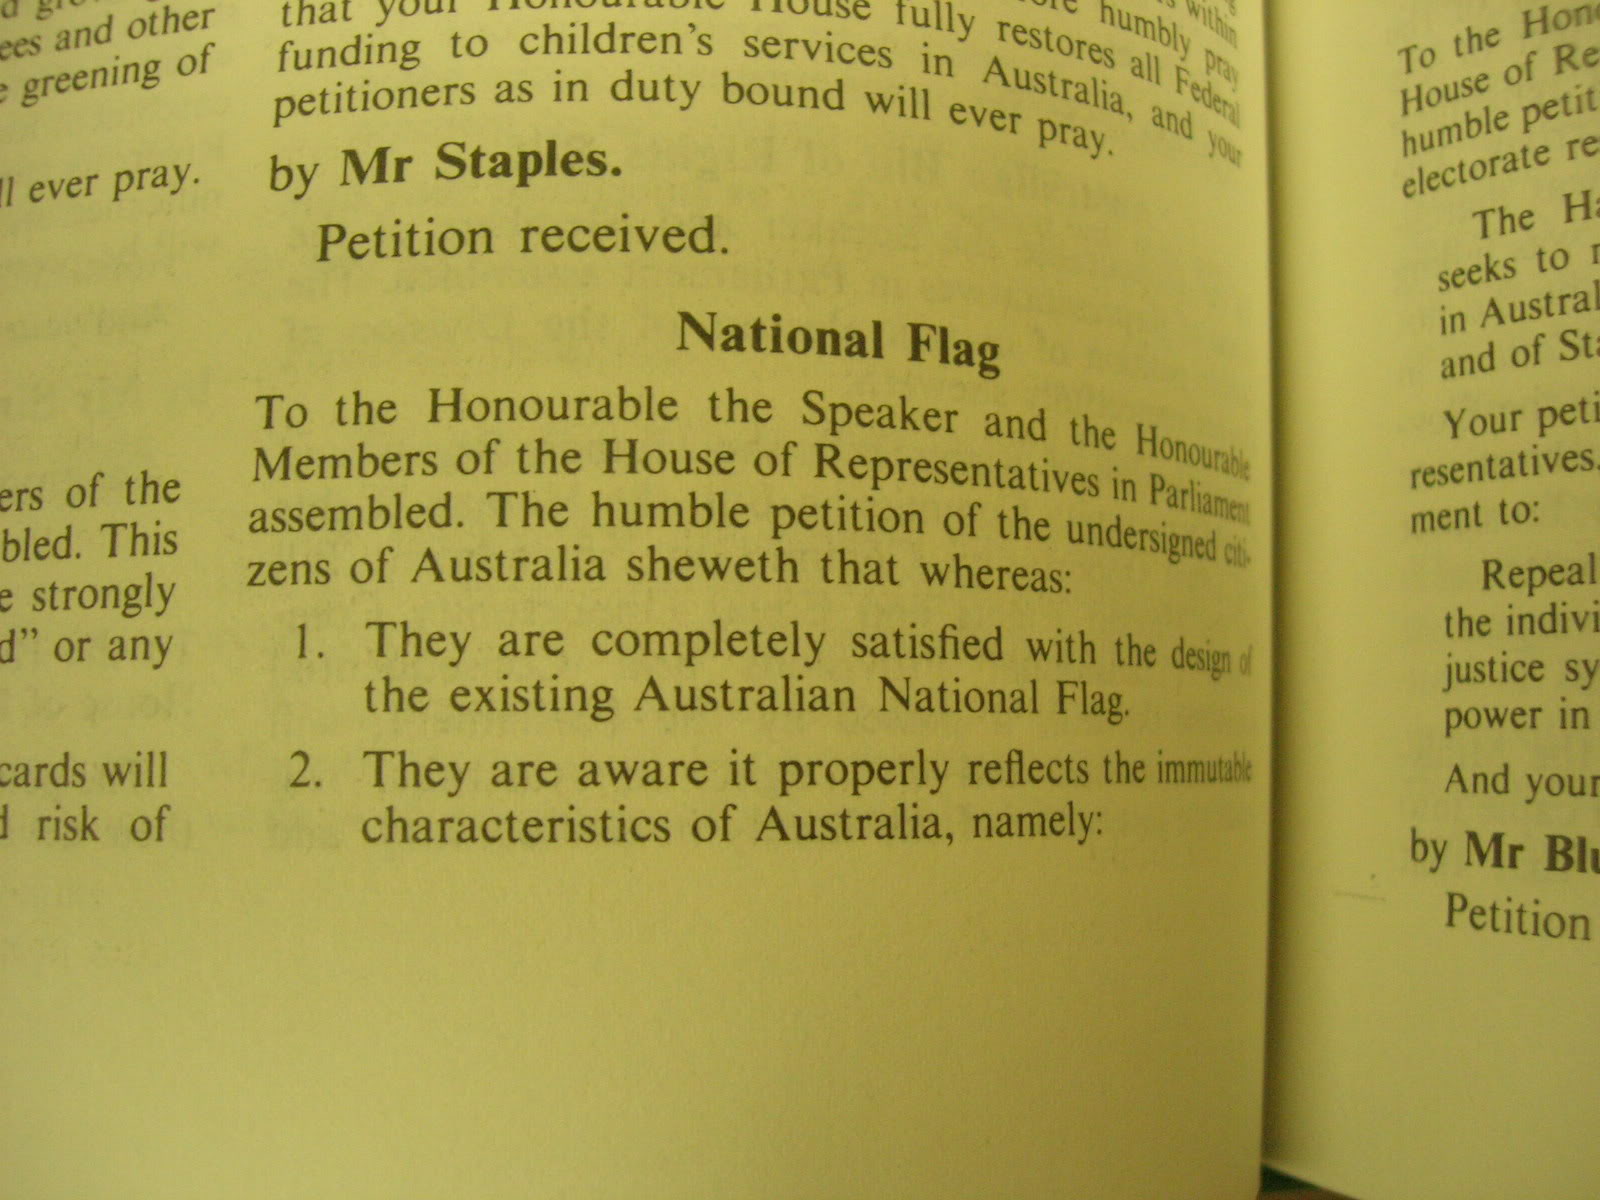 ees and other
greening of
ll ever pray.
ers of the
bled. This
e strongly
d" or any
cards will
risk of
that your Honourable House fully restores all Federal
funding to children's services in Australia, and your
petitioners as in duty bound will ever pray.
by Mr Staples.
Petition received.
National Flag
To the Honourable the Speaker and the Honourable
Members of the House of Representatives in Parliament
assembled. The humble petition of the undersigned citi-
zens of Australia sheweth that whereas:
1. They are completely satisfied with the design of
the existing Australian National Flag.
2. They are aware it properly reflects the immutable
characteristics of Australia, namely:
To the Hon
House of Re
humble petit
electorate re
The Ha
seeks to
in Austral
and of Sta
Your peti
resentatives.
ment to:
Repeal
the indivi
justice sy
power in
And your
by Mr Blu
Petition